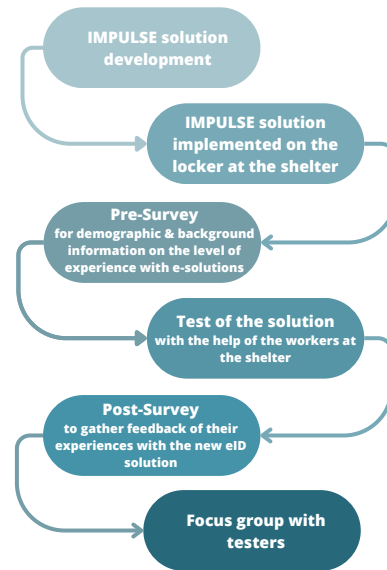 IMPULSE solution
development
IMPULSE solution
implemented on the
locker at the shelter
Pre-Survey
for demographic & background
information on the level of
experience with e-solutions
Test of the solution
with the help of the workers at
the shelter
Post-Survey
to gather feedback of their
experiences with the new eID
solution
Focus group with
testers